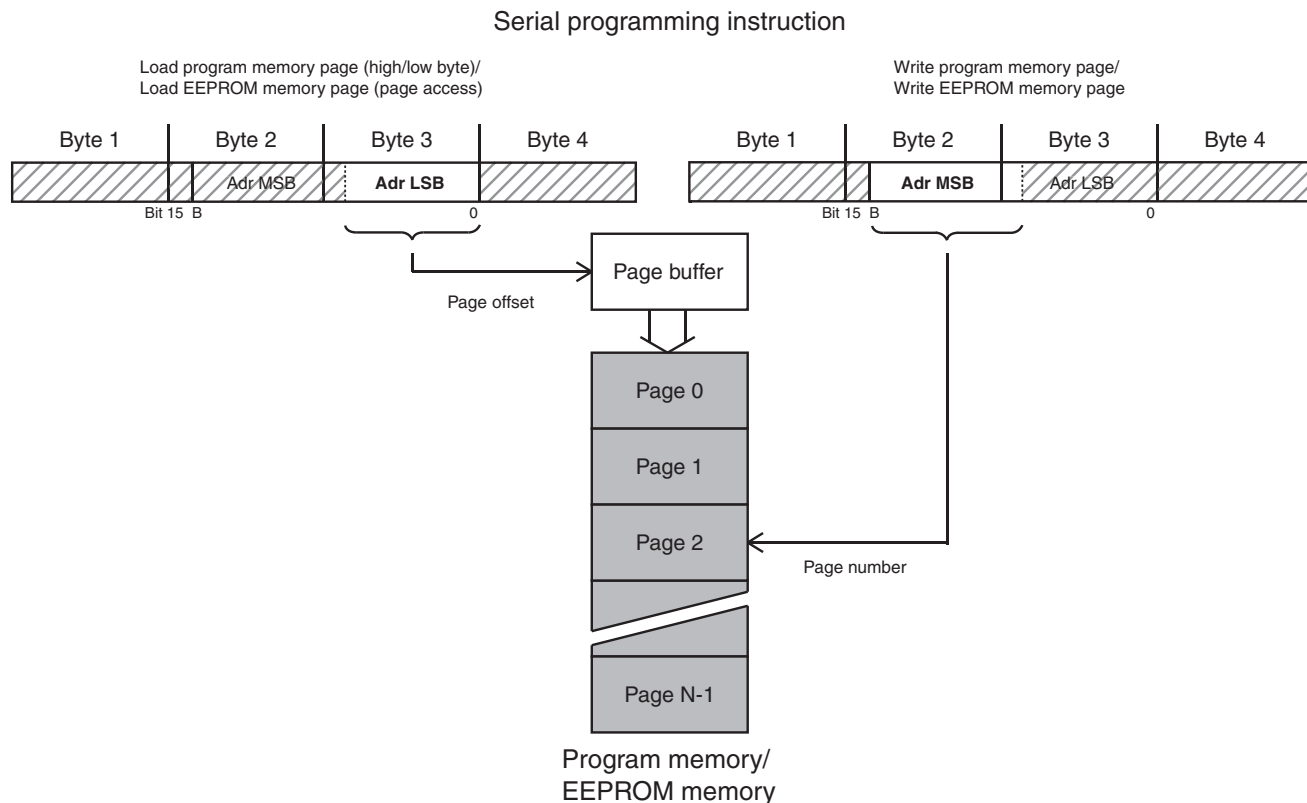 Serial programming instruction
Load program memory page (high/low byte)/
Load EEPROM memory page (page access)
Byte 1 Byte 2 Byte 3 Byte 4
Adr MSB Adr LSB
Bit 15 B 0
Write program memory page/
Write EEPROM memory page
Byte 1 Byte 2 Byte 3 Byte 4
Adr MSB Adr LSB
Bit 15 B 0
Page buffer
Page offset
Page 0
Page 1
Page 2
Page number
Page N-1
Program memory/
EEPROM memory